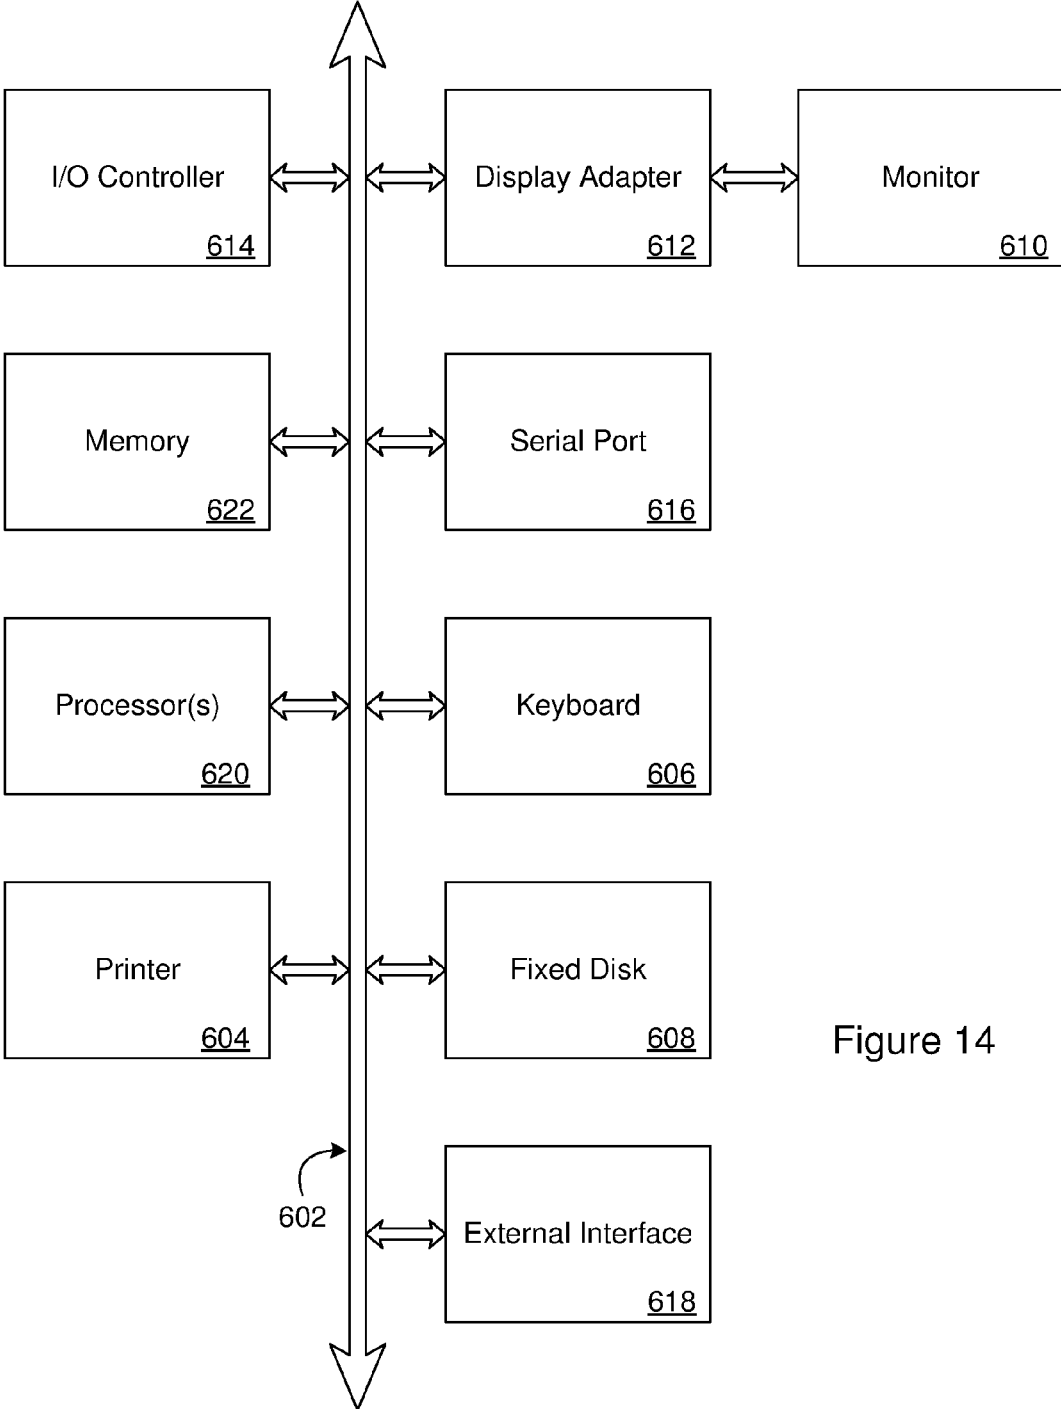 I/O Controller
614
Display Adapter
612
Monitor
610
Memory
622
Serial Port
616
Processor(s)
620
Keyboard
606
Printer
604
Fixed Disk
608
Figure 14
602
External Interface
618